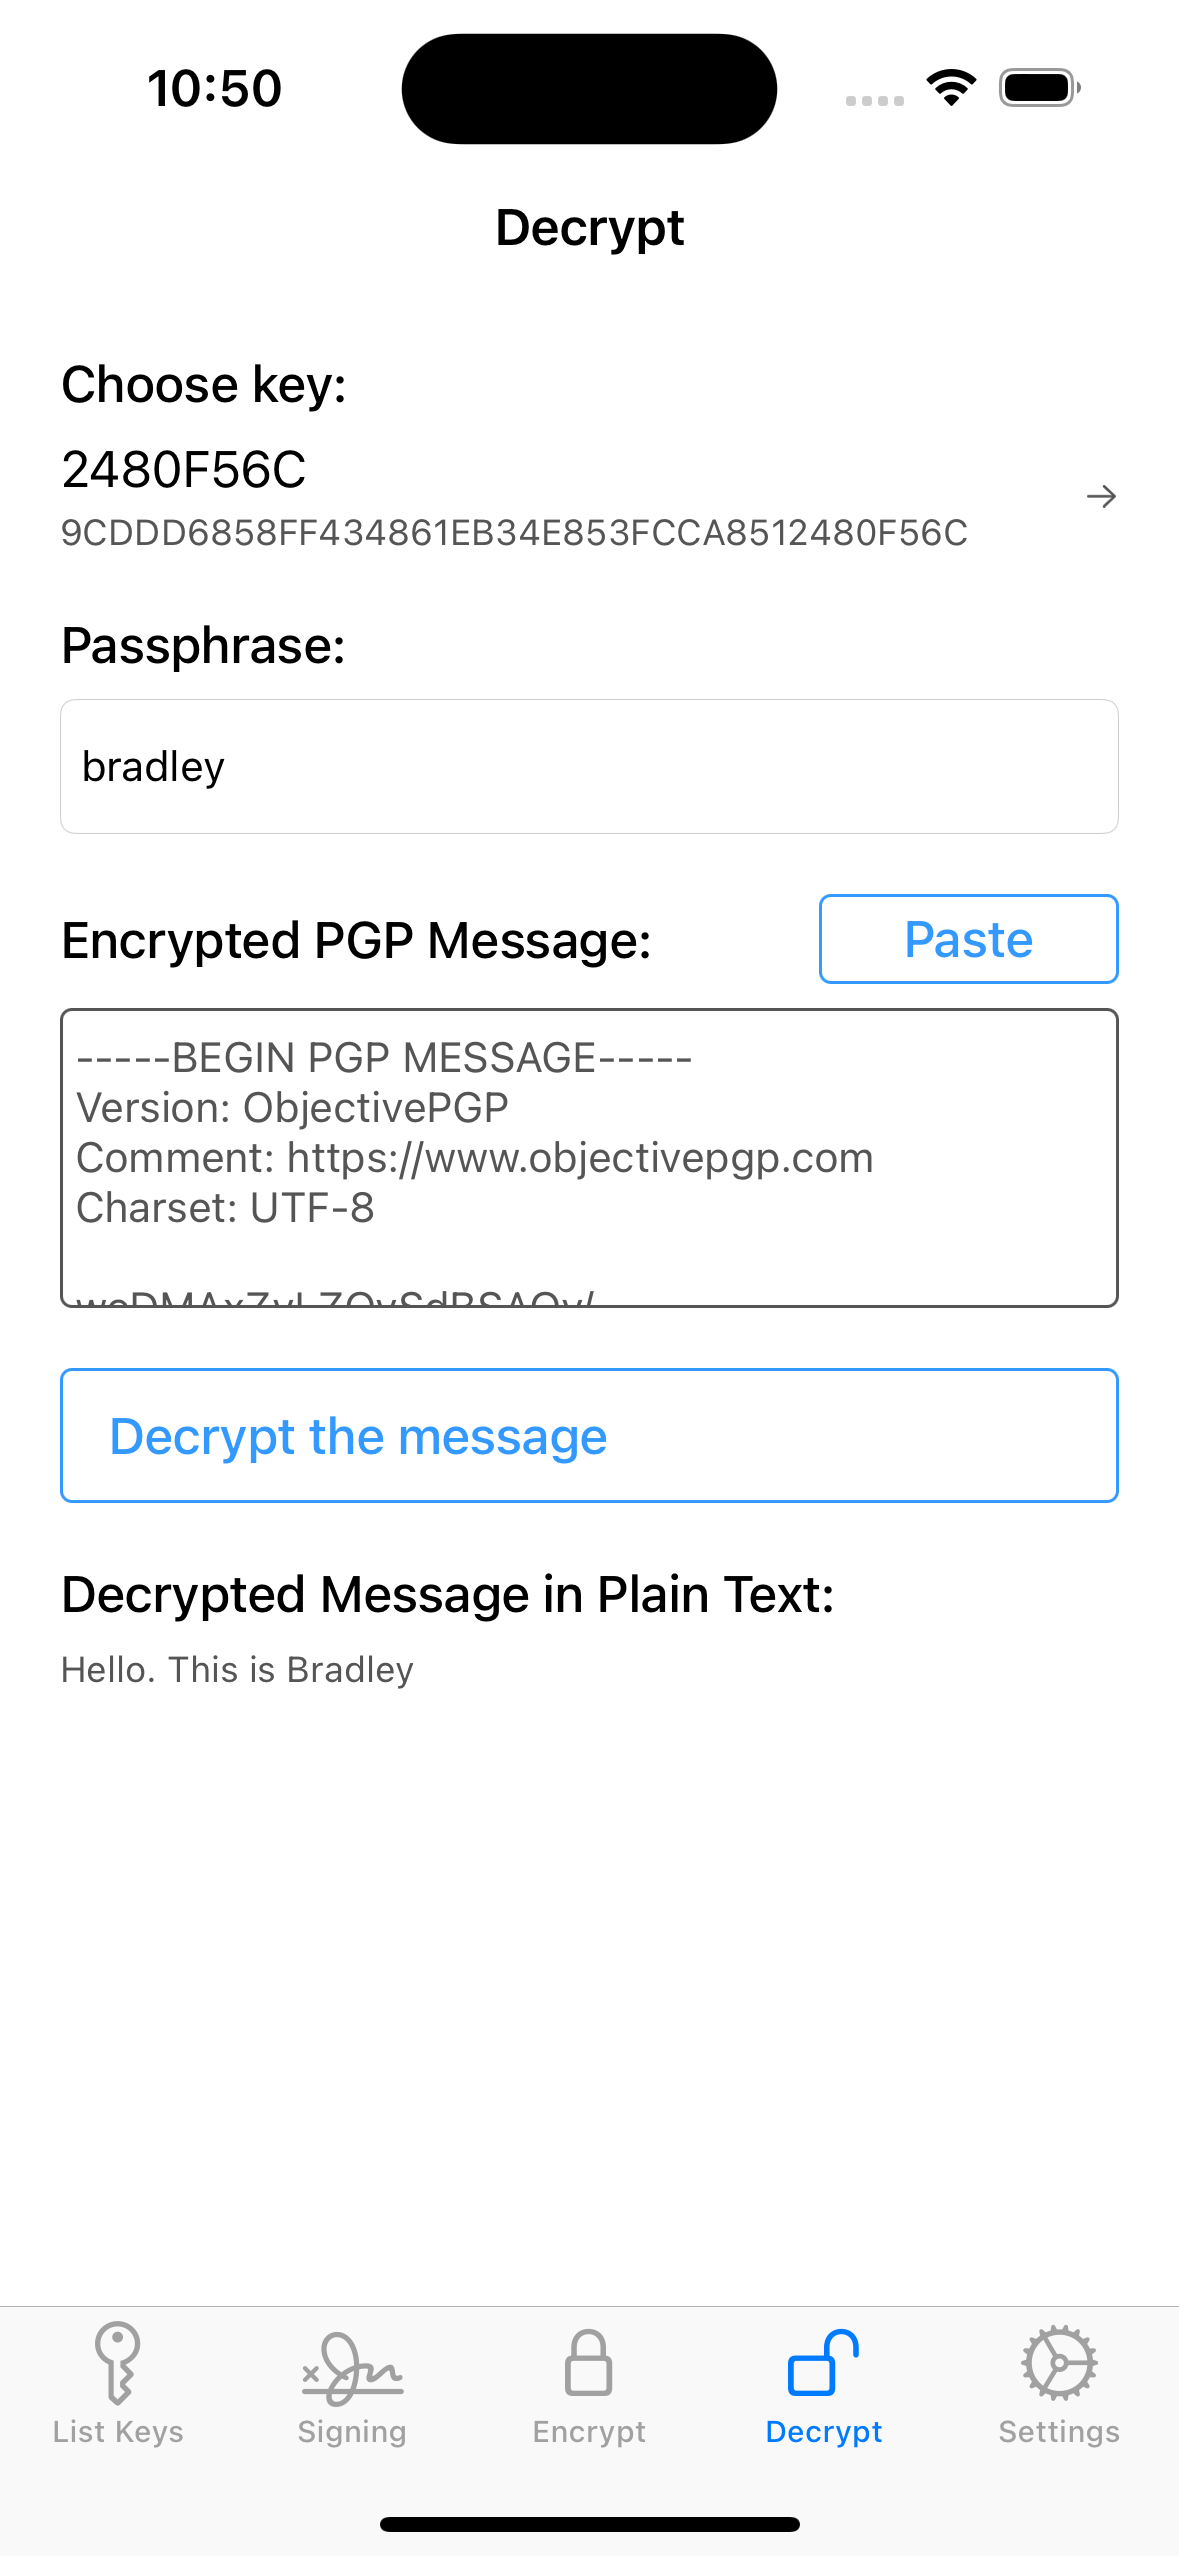 10:50
Decrypt
Choose key:
2480F56C
9CDDD6858FF434861EB34E853FCCA8512480F56C
Passphrase:
bradley
Encrypted PGP Message:
Paste
-----BEGIN PGP MESSAGE-----
Version: ObjectivePGP
Comment: https://www.objectivepgp.com
Charset: UTF-8
Decrypt the message
Decrypted Message in Plain Text:
Hello. This is Bradley
List Keys
Signing
Encrypt
Decrypt
Settings